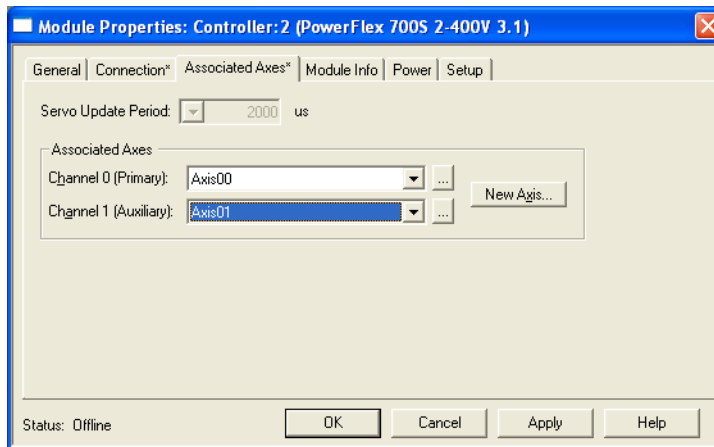 Module Properties: Controller:2 (PowerFlex 700S 2-400V 3.1)
General Connection* Associated Axes* Module Info Power Setup
Servo Update Period: 2000 us
Associated Axes
Channel 0 (Primary): Axis00 ...
New Axis...
Channel 1 (Auxiliary): Axis01 ...
Status: Offline OK Cancel Apply Help